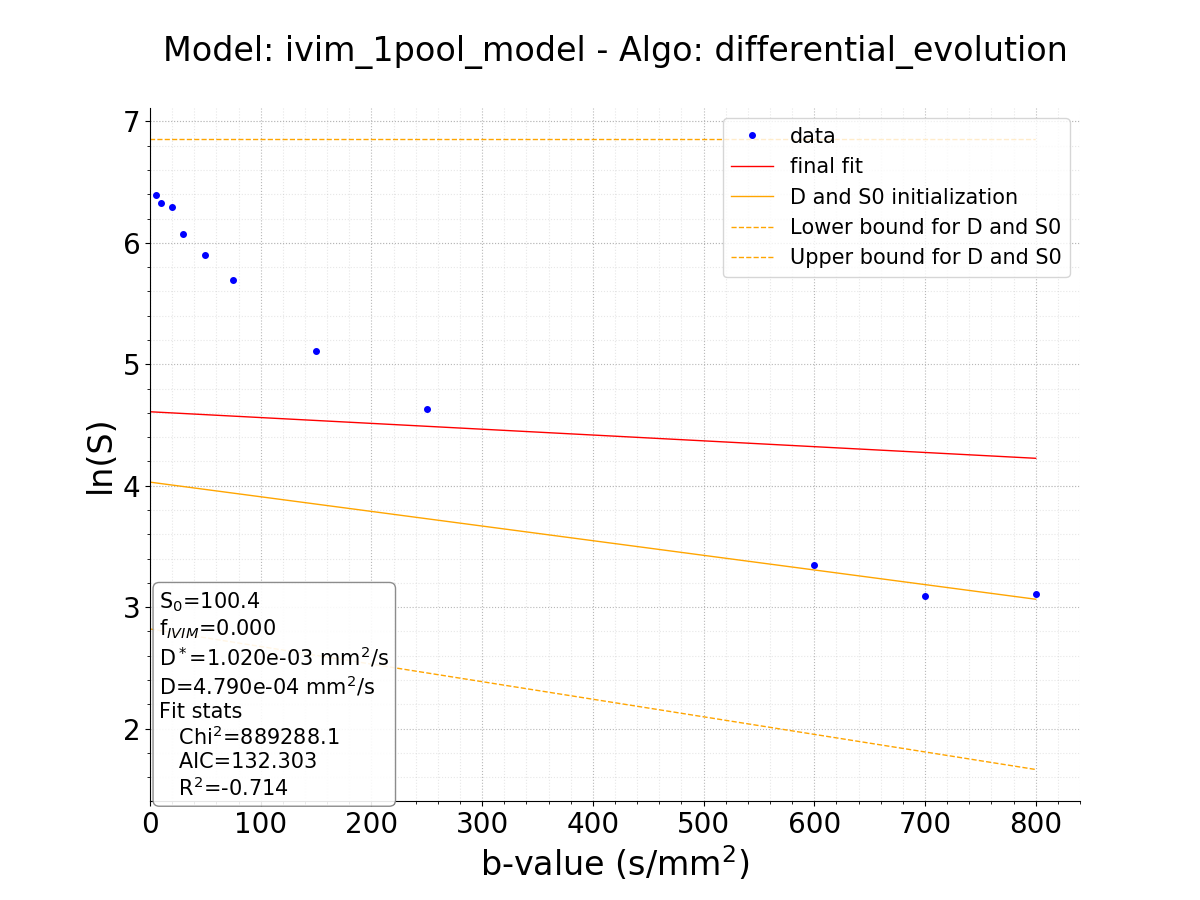 Model: ivim_1pool_model - Algo: differential_evolution
7
6
5
4
3
2
ln(S)
data
final fit
D and S0 initialization
Lower bound for D and S0
Upper bound for D and S0
S₀=100.4
f_IVIM=0.000
D*=1.020e-03 mm²/s
D=4.790e-04 mm²/s
Fit stats
Chi²=889288.1
AIC=132.303
R²=-0.714
0 100 200 300 400 500 600 700 800
b-value (s/mm²)